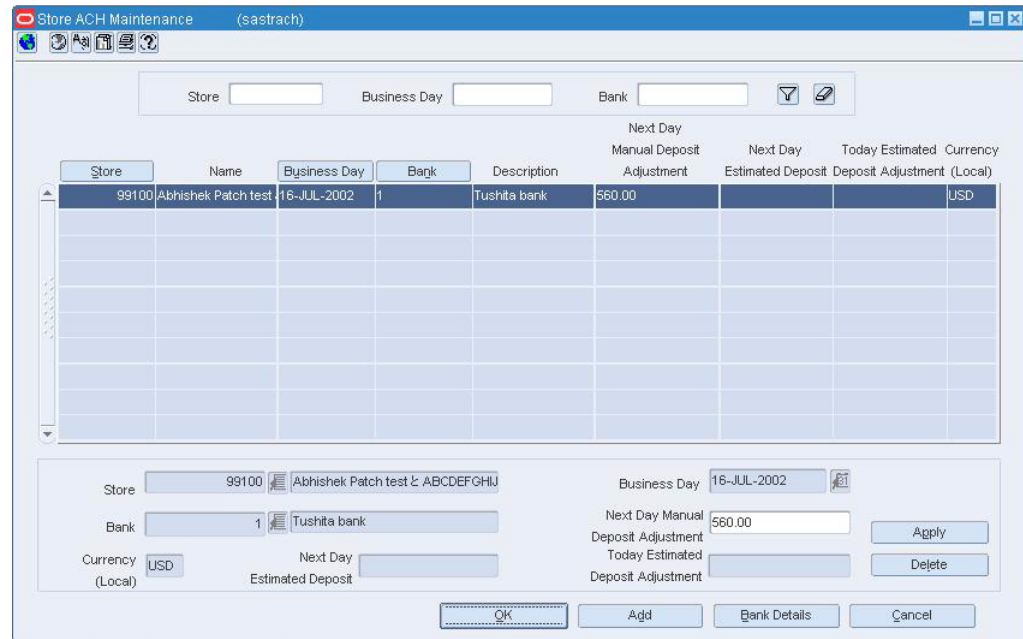 Store ACH Maintenance (sastrach)
Store Business Day Bank
Next Day
Manual Deposit Next Day Today Estimated Currency
Store Name Business Day Bank Description Adjustment Estimated Deposit Deposit Adjustment (Local)
99100 Abhishek Patch test 16-JUL-2002 1 Tushita bank 560.00 USD
Store 99100 Abhishek Patch test と ABCDEFGHIJ Business Day 16-JUL-2002
Bank 1 Tushita bank Next Day Manual Deposit Adjustment 560.00 Apply
Currency (Local) USD Next Day Estimated Deposit Today Estimated Deposit Adjustment Delete
OK Add Bank Details Cancel